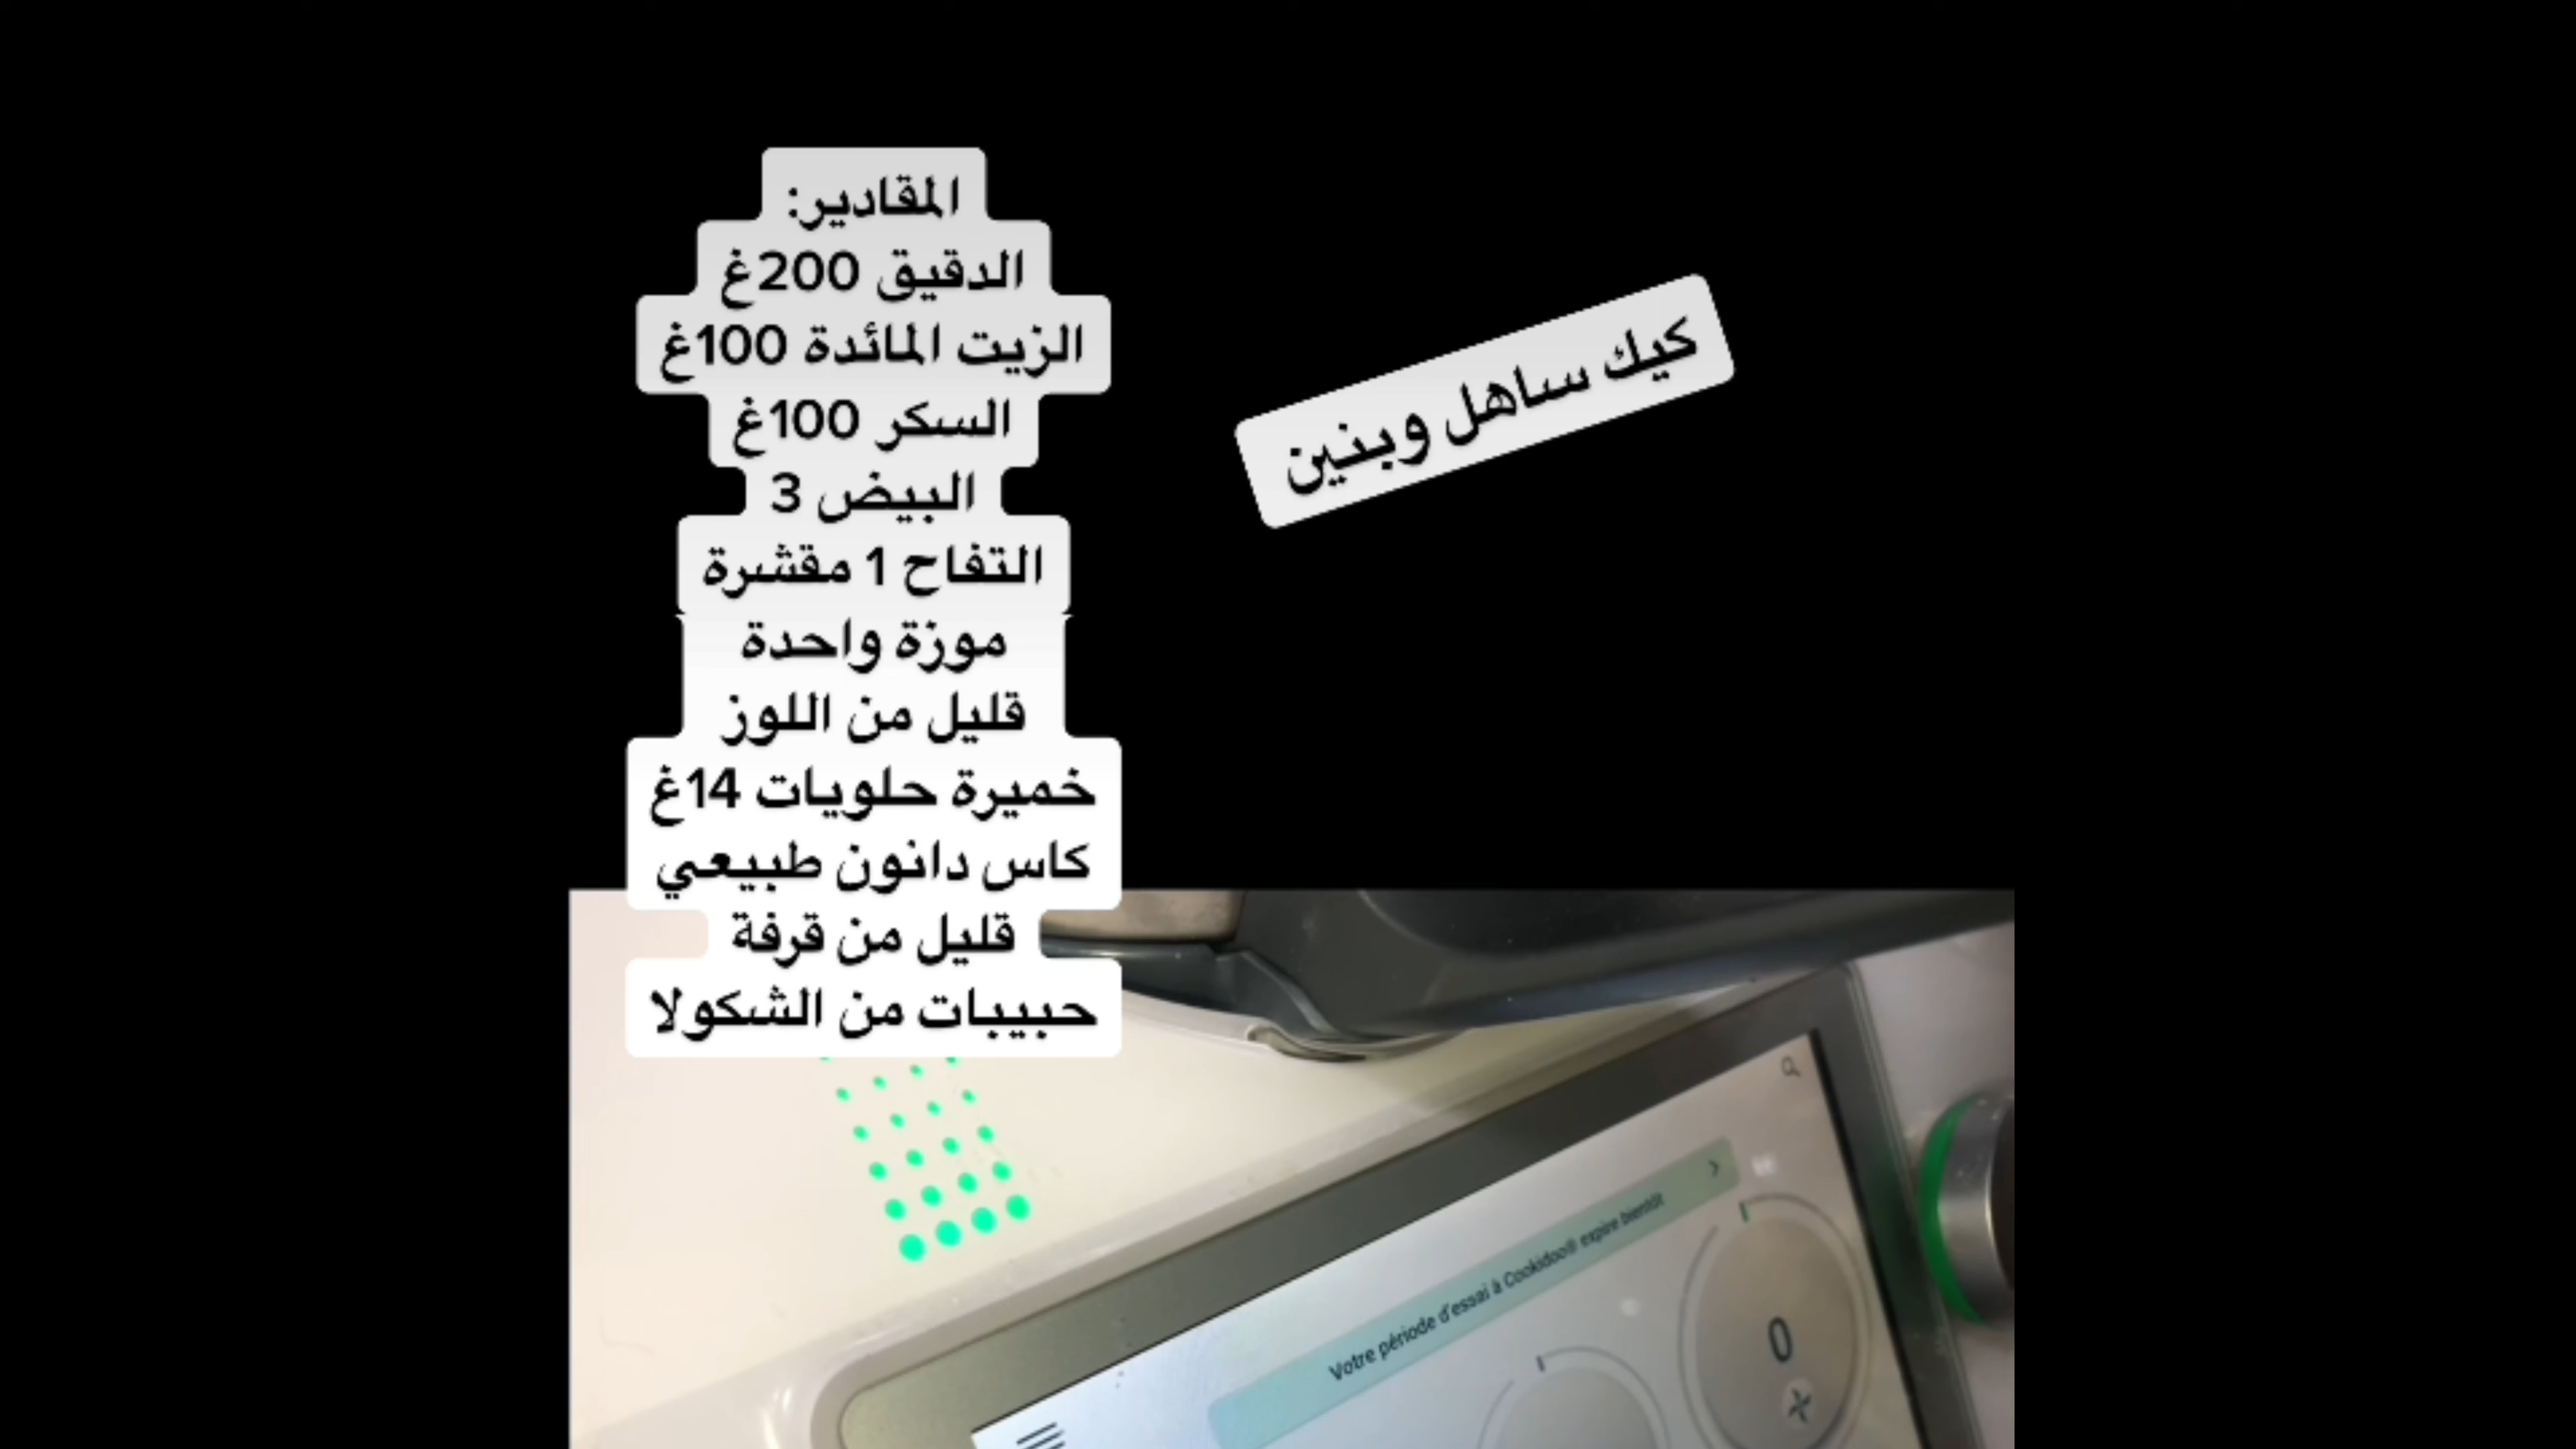 المقادير:
الدقيق 200غ
الزيت المائدة 100غ
السكر 100غ
البيض 3
التفاح 1 مقشرة
موزة واحدة
قليل من اللوز
خميرة حلويات 14غ
كاس دانون طبيعي
قليل من قرفة
حبيبات من الشكولا
كيك ساهل وبنين
Votre période d'essai à Cookidoo® expire bientôt
0